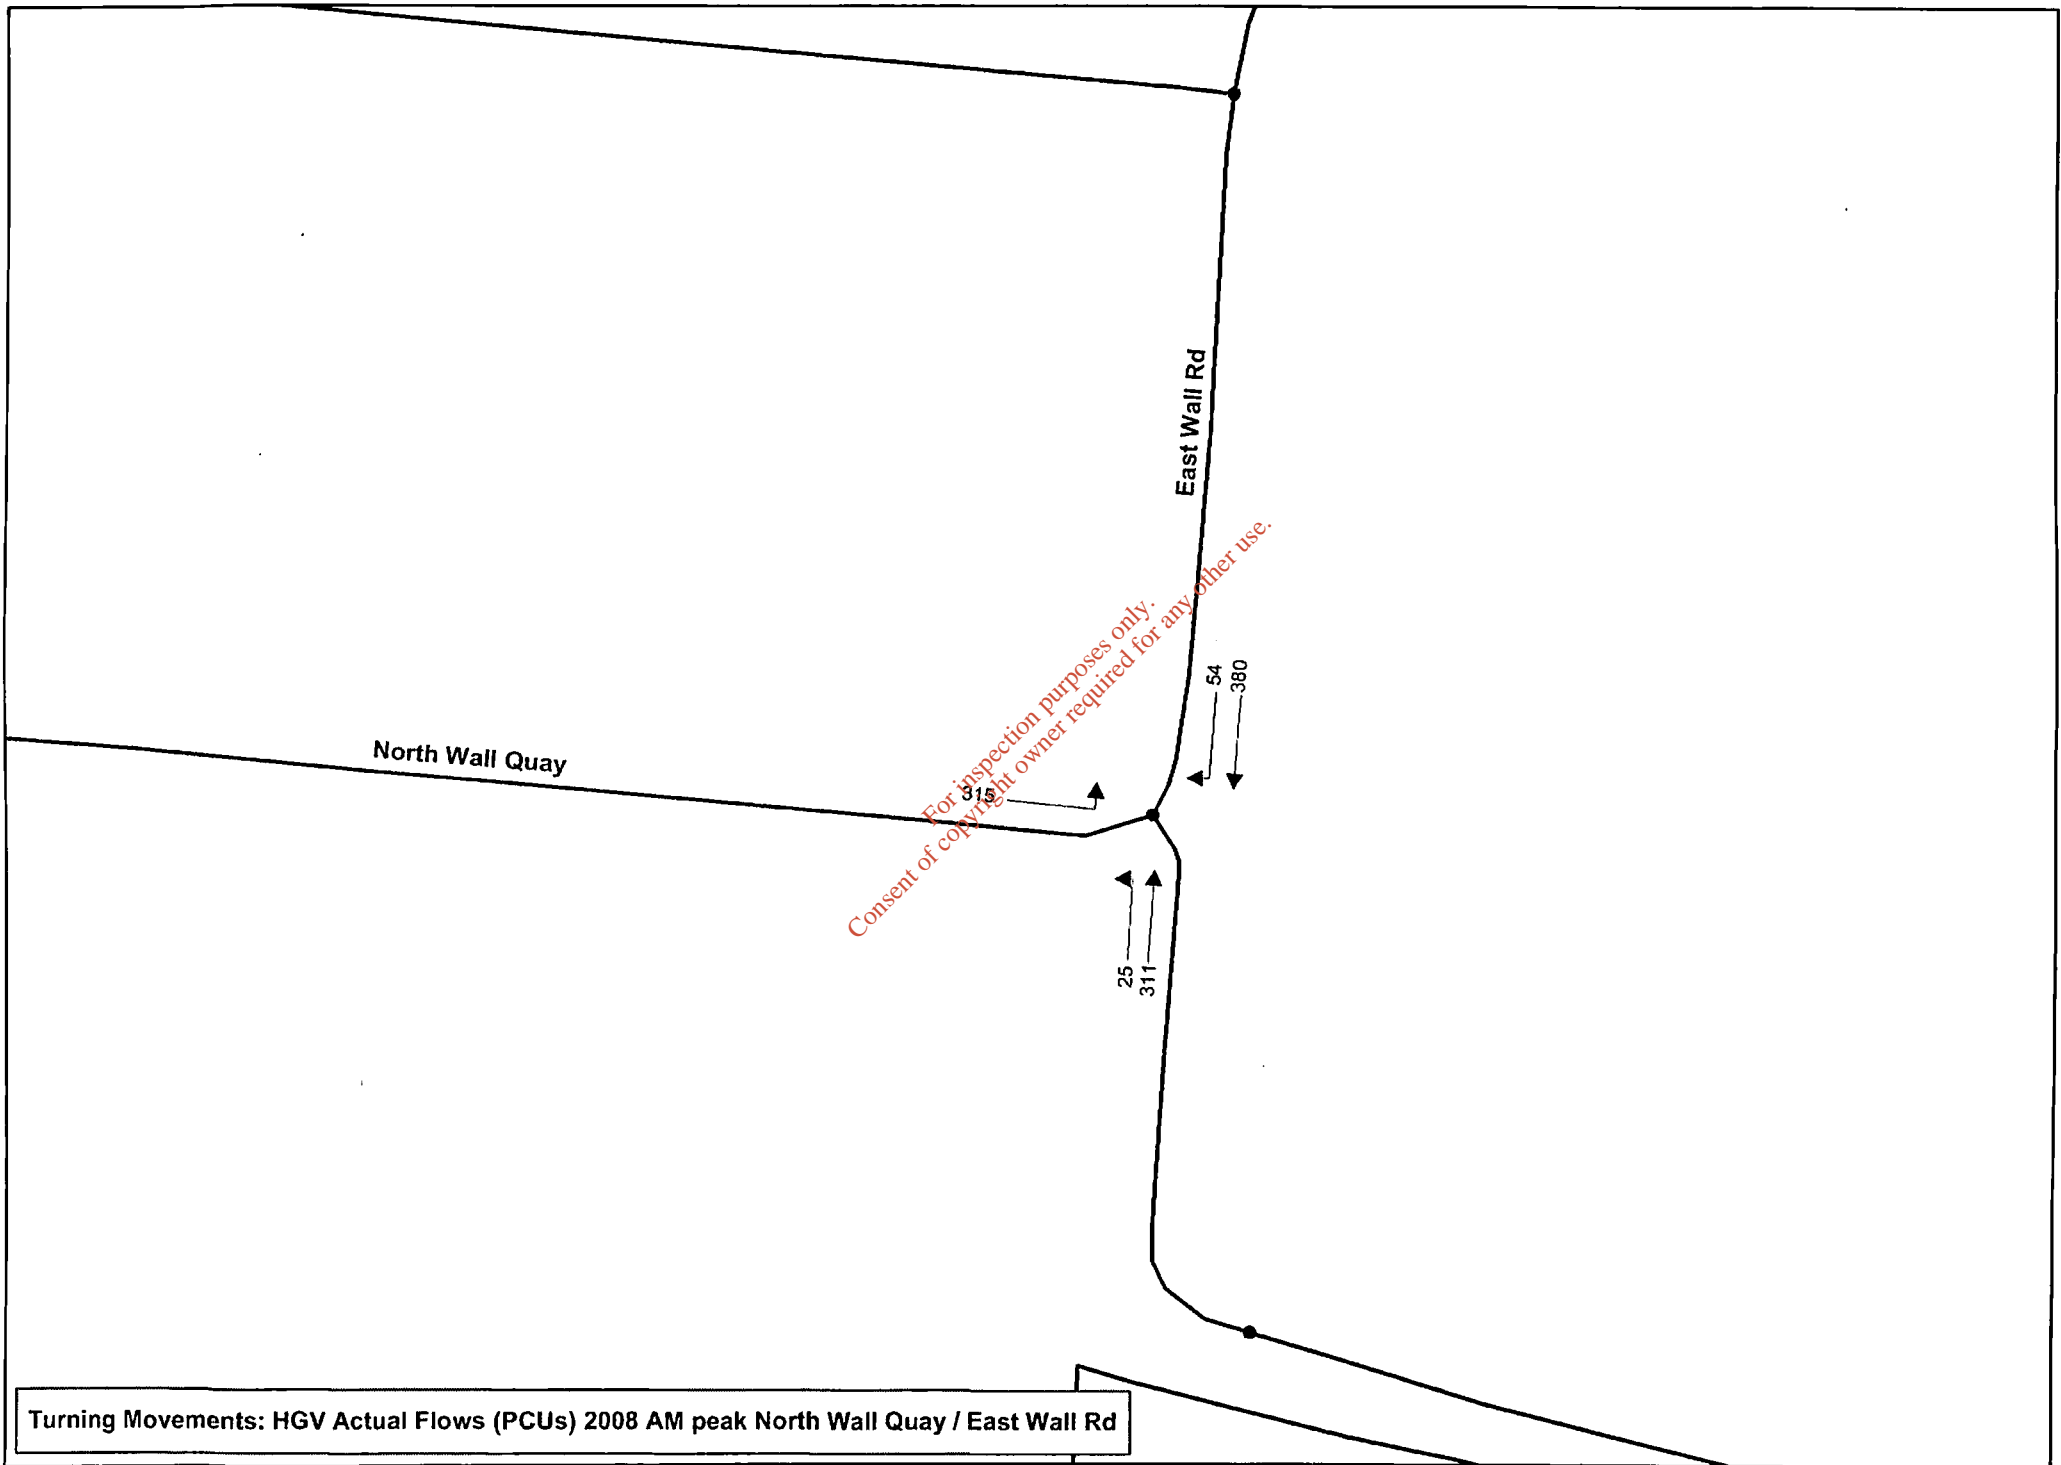 East Wall Rd
For inspection purposes only.
Consent of copyright owner required for any other use.
54
380
North Wall Quay
315
25
311
Turning Movements: HGV Actual Flows (PCUs) 2008 AM peak North Wall Quay / East Wall Rd